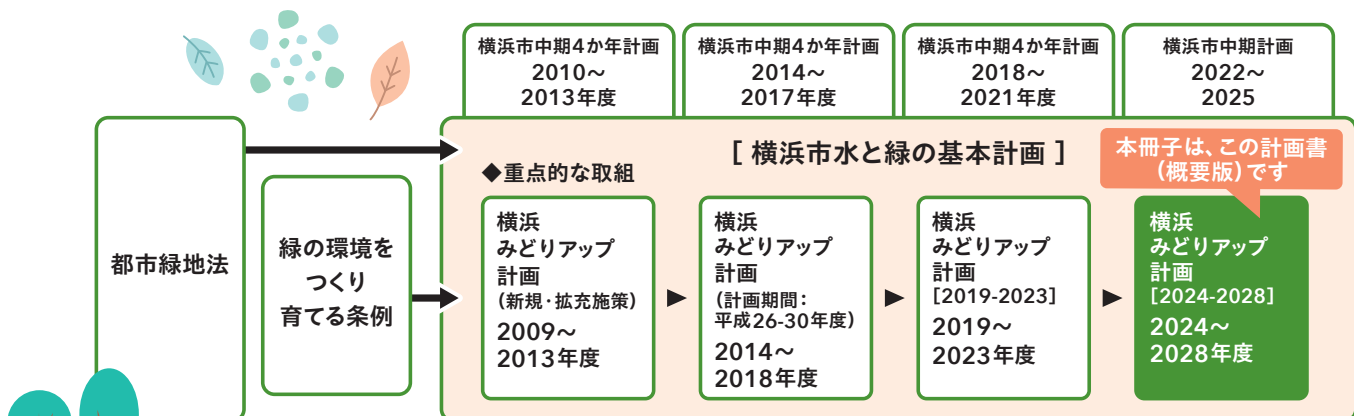 横浜市中期4か年計画
2010～
2013年度
横浜市中期4か年計画
2014～
2017年度
横浜市中期4か年計画
2018～
2021年度
横浜市中期計画
2022～
2025
都市緑地法
緑の環境を
つくり
育てる条例
［横浜市水と緑の基本計画］
本冊子は、この計画書
（概要版）です
◆重点的な取組
横浜
みどりアップ
計画
（新規・拡充施策）
2009～
2013年度
横浜
みどりアップ
計画
（計画期間：
平成26-30年度）
2014～
2018年度
横浜
みどりアップ
計画
[2019-2023]
2019～
2023年度
横浜
みどりアップ
計画
[2024-2028]
2024～
2028年度